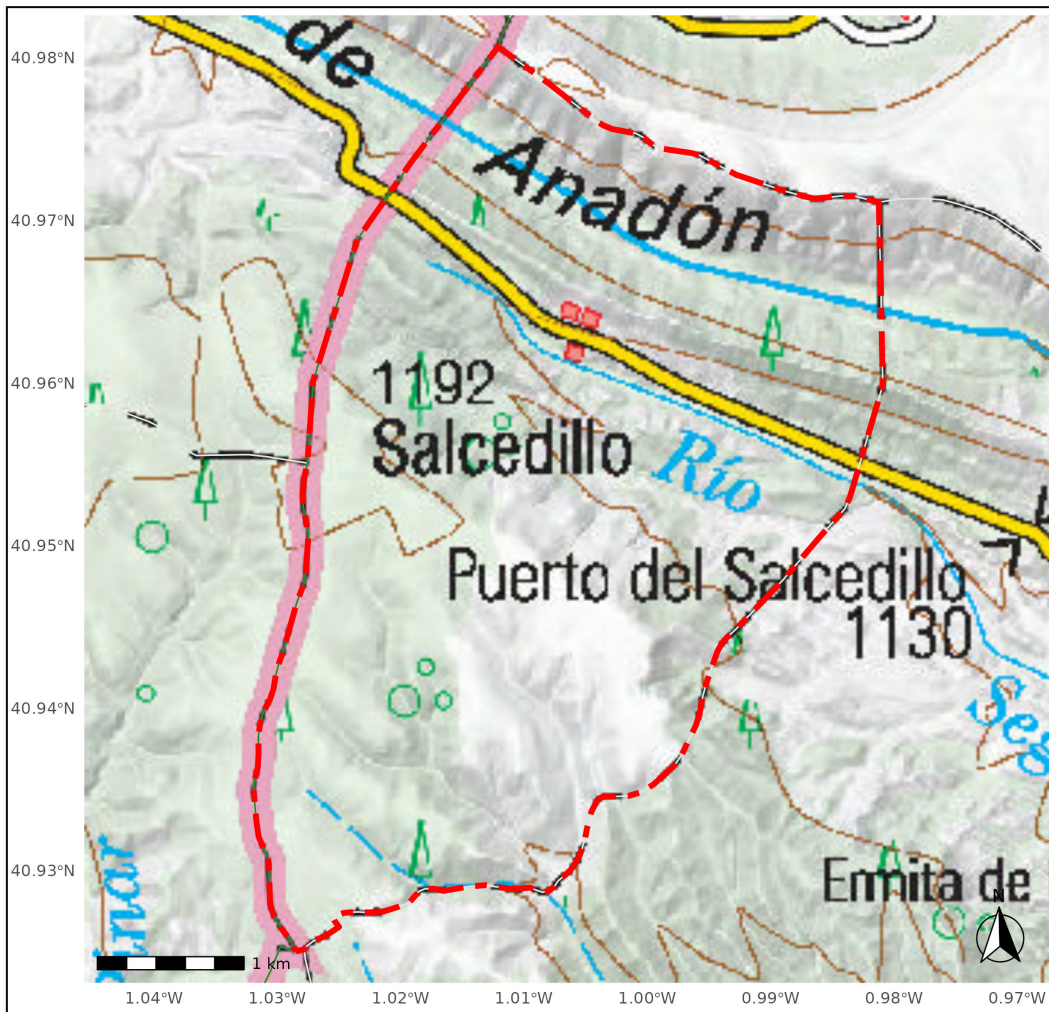 40.98°N
40.97°N
40.96°N
40.95°N
40.94°N
40.93°N
de
Anadón
1192
Salcedillo
Río
Puerto del Salcedillo
1130
Seg
Ermita de
N
1 km
1.04°W
1.03°W
1.02°W
1.01°W
1.00°W
0.99°W
0.98°W
0.97°W